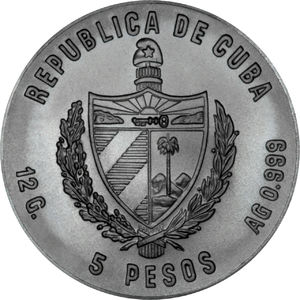 REPUBLICA DE CUBA
12 G.
AG 0.999
5 PESOS